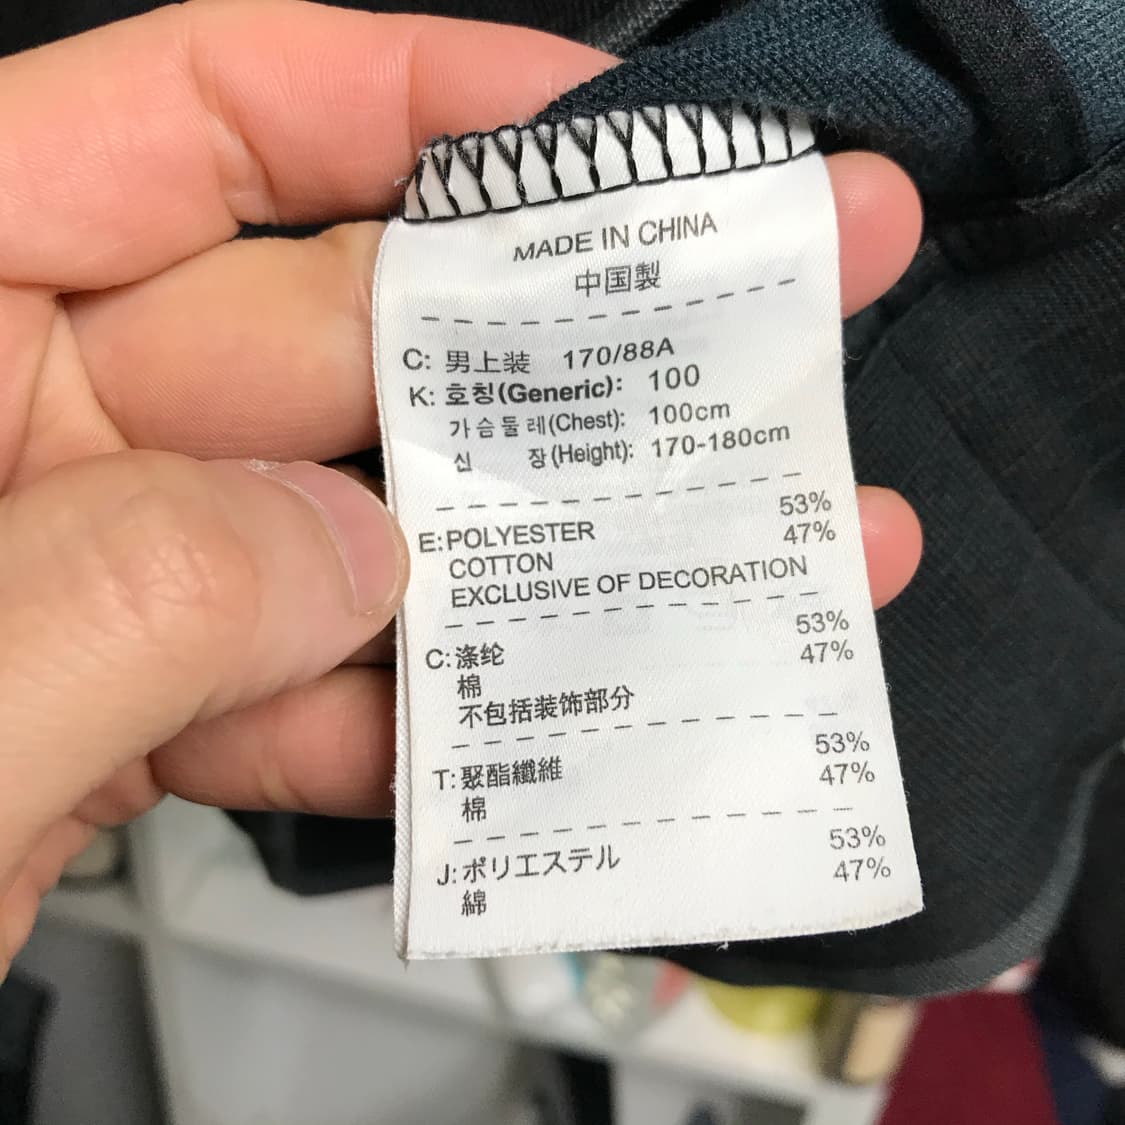 MADE IN CHINA
中国製
C: 男上装 170/88A
K: 호칭(Generic): 100
가슴둘레(Chest): 100cm
신 장(Height): 170-180cm
E:POLYESTER 53%
COTTON 47%
EXCLUSIVE OF DECORATION
C:涤纶 53%
棉 47%
不包括装饰部分
T:聚酯纖維 53%
棉 47%
J:ポリエステル 53%
綿 47%